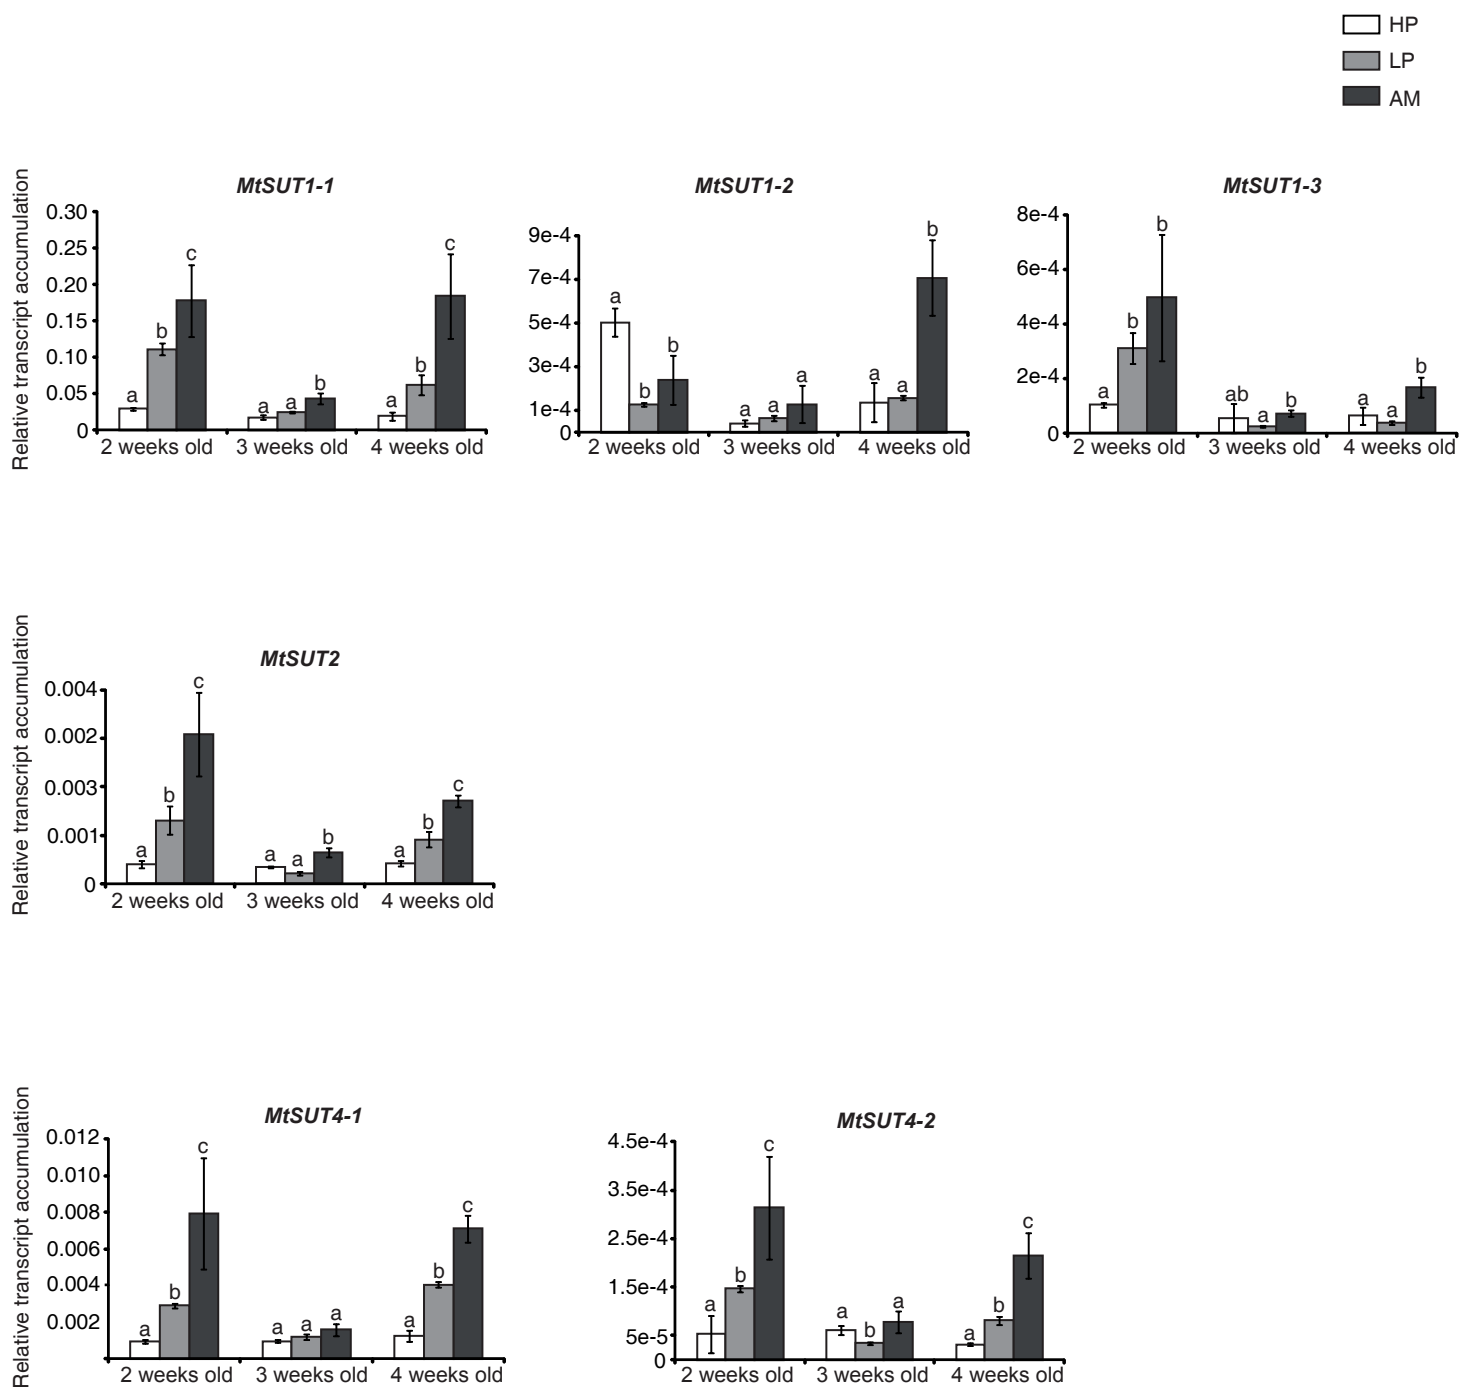 HP
LP
AM
Relative transcript accumulation
MtSUT1-1
0.30
0.25
0.20
0.15
0.10
0.05
0
a b c
a a b
a b c
2 weeks old 3 weeks old 4 weeks old
MtSUT1-2
9e-4
7e-4
5e-4
3e-4
1e-4
0
a b b
a a a
a a b
2 weeks old 3 weeks old 4 weeks old
MtSUT1-3
8e-4
6e-4
4e-4
2e-4
0
a b b
ab a b
a a b
2 weeks old 3 weeks old 4 weeks old
Relative transcript accumulation
MtSUT2
0.004
0.002
0.003
0.001
0
a b c
a a b
a b c
2 weeks old 3 weeks old 4 weeks old
Relative transcript accumulation
MtSUT4-1
0.012
0.010
0.008
0.006
0.004
0.002
a b c
a a a
a b c
2 weeks old 3 weeks old 4 weeks old
MtSUT4-2
4.5e-4
3.5e-4
2.5e-4
1.5e-4
5e-5
0
a b c
a b a
a b c
2 weeks old 3 weeks old 4 weeks old